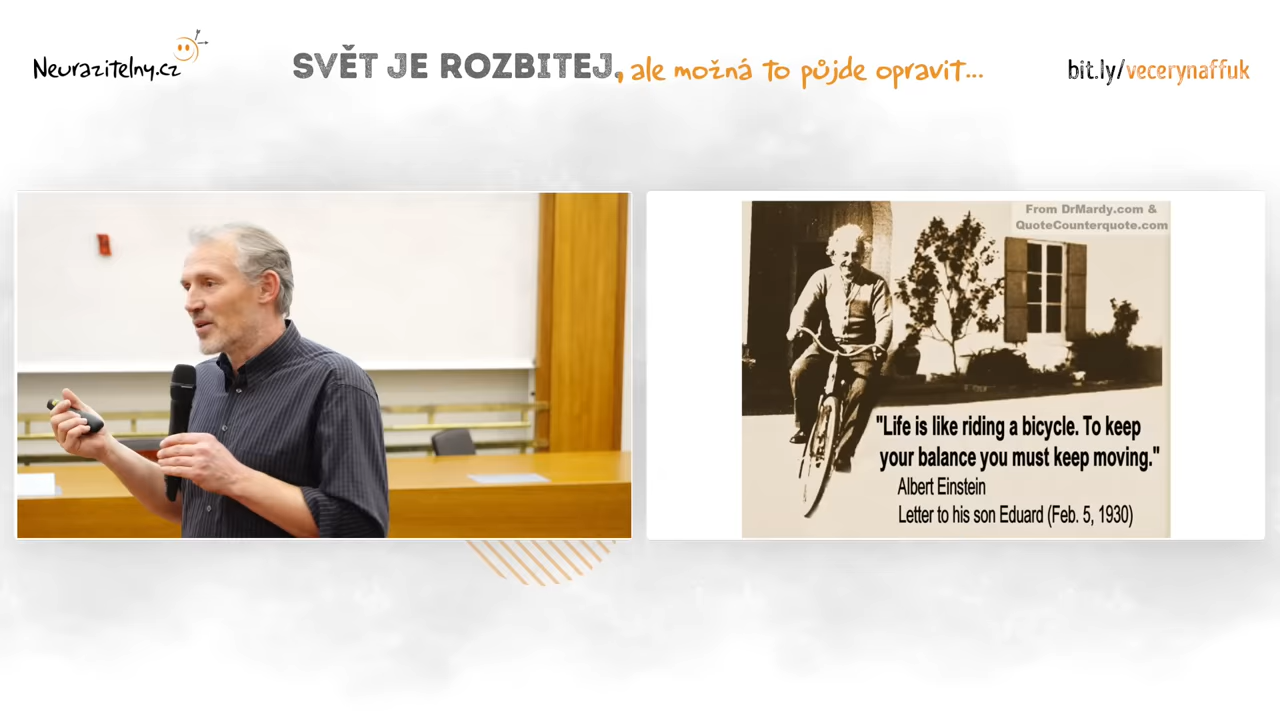 Neurazitelny.cz
SVĚT JE ROZBITEJ, ale možná to půjde opravit...
bit.ly/vecerynaffuk
From DrMardy.com &
QuoteCounterquote.com
"Life is like riding a bicycle. To keep
your balance you must keep moving."
Albert Einstein
Letter to his son Eduard (Feb. 5, 1930)